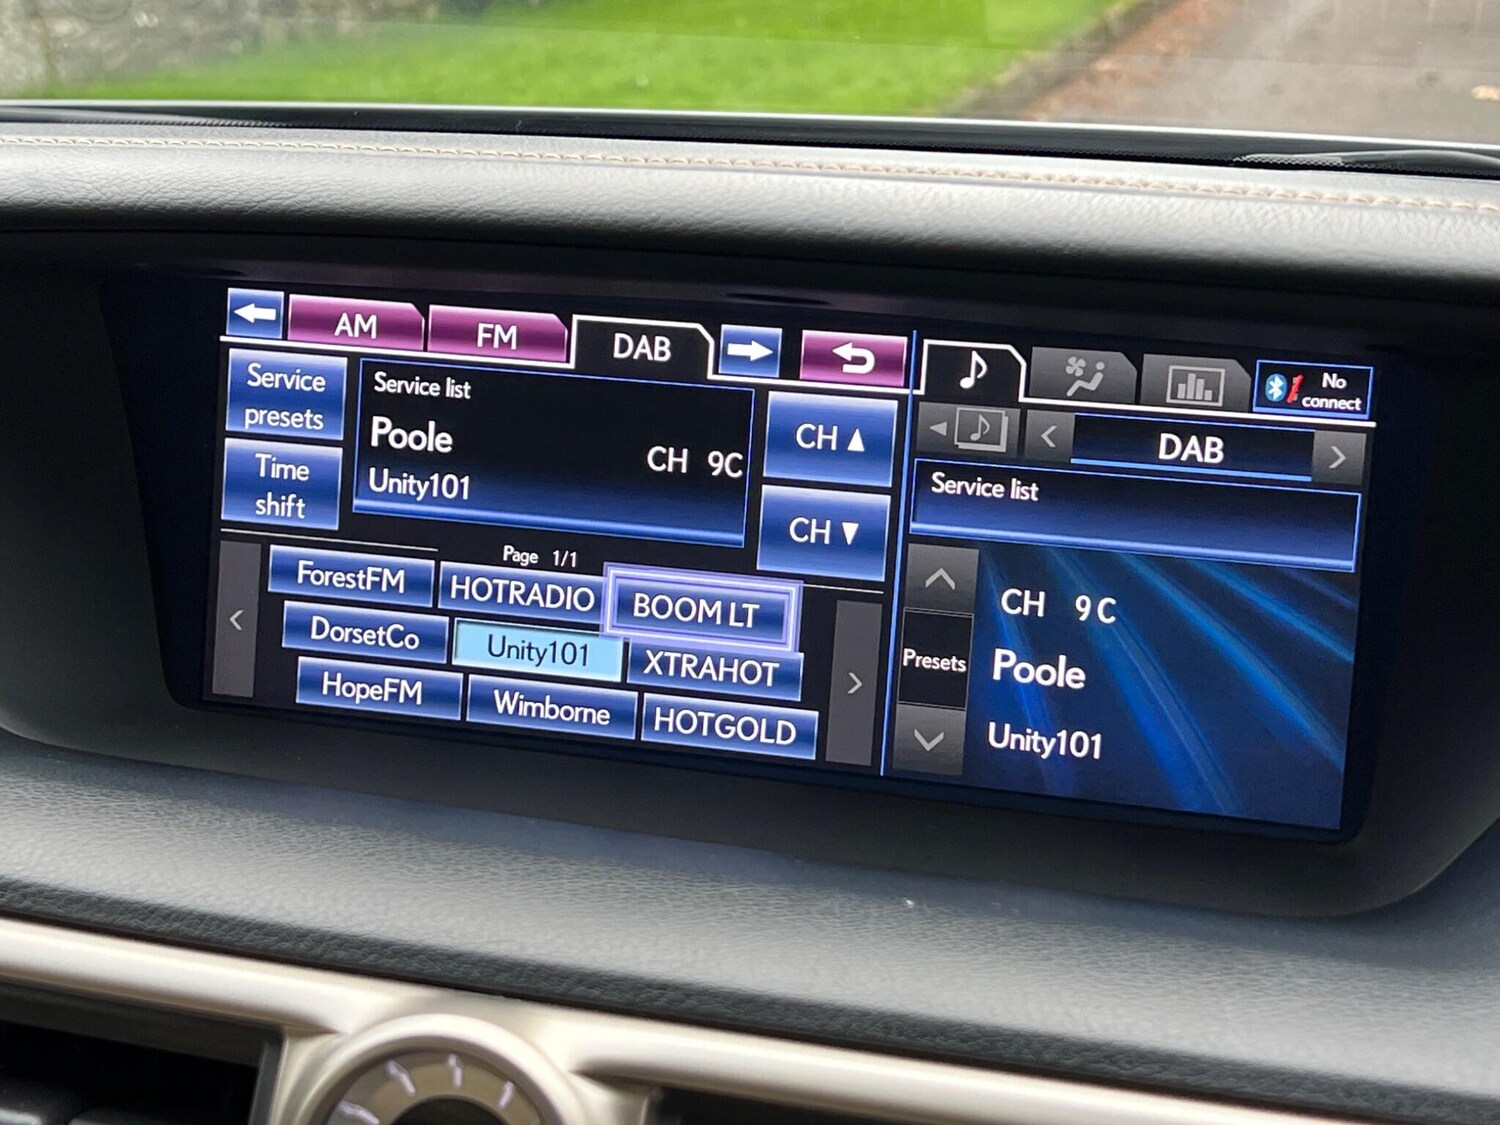 AM
FM
DAB
No
connect
Service
presets
Time
shift
Service list
Poole
CH 9C
Unity101
CH ▲
CH ▼
DAB
Service list
Page 1/1
ForestFM
HOTRADIO
BOOM LT
DorsetCo
Unity101
XTRAHOT
HopeFM
Wimborne
HOTGOLD
Presets
CH 9C
Poole
Unity101